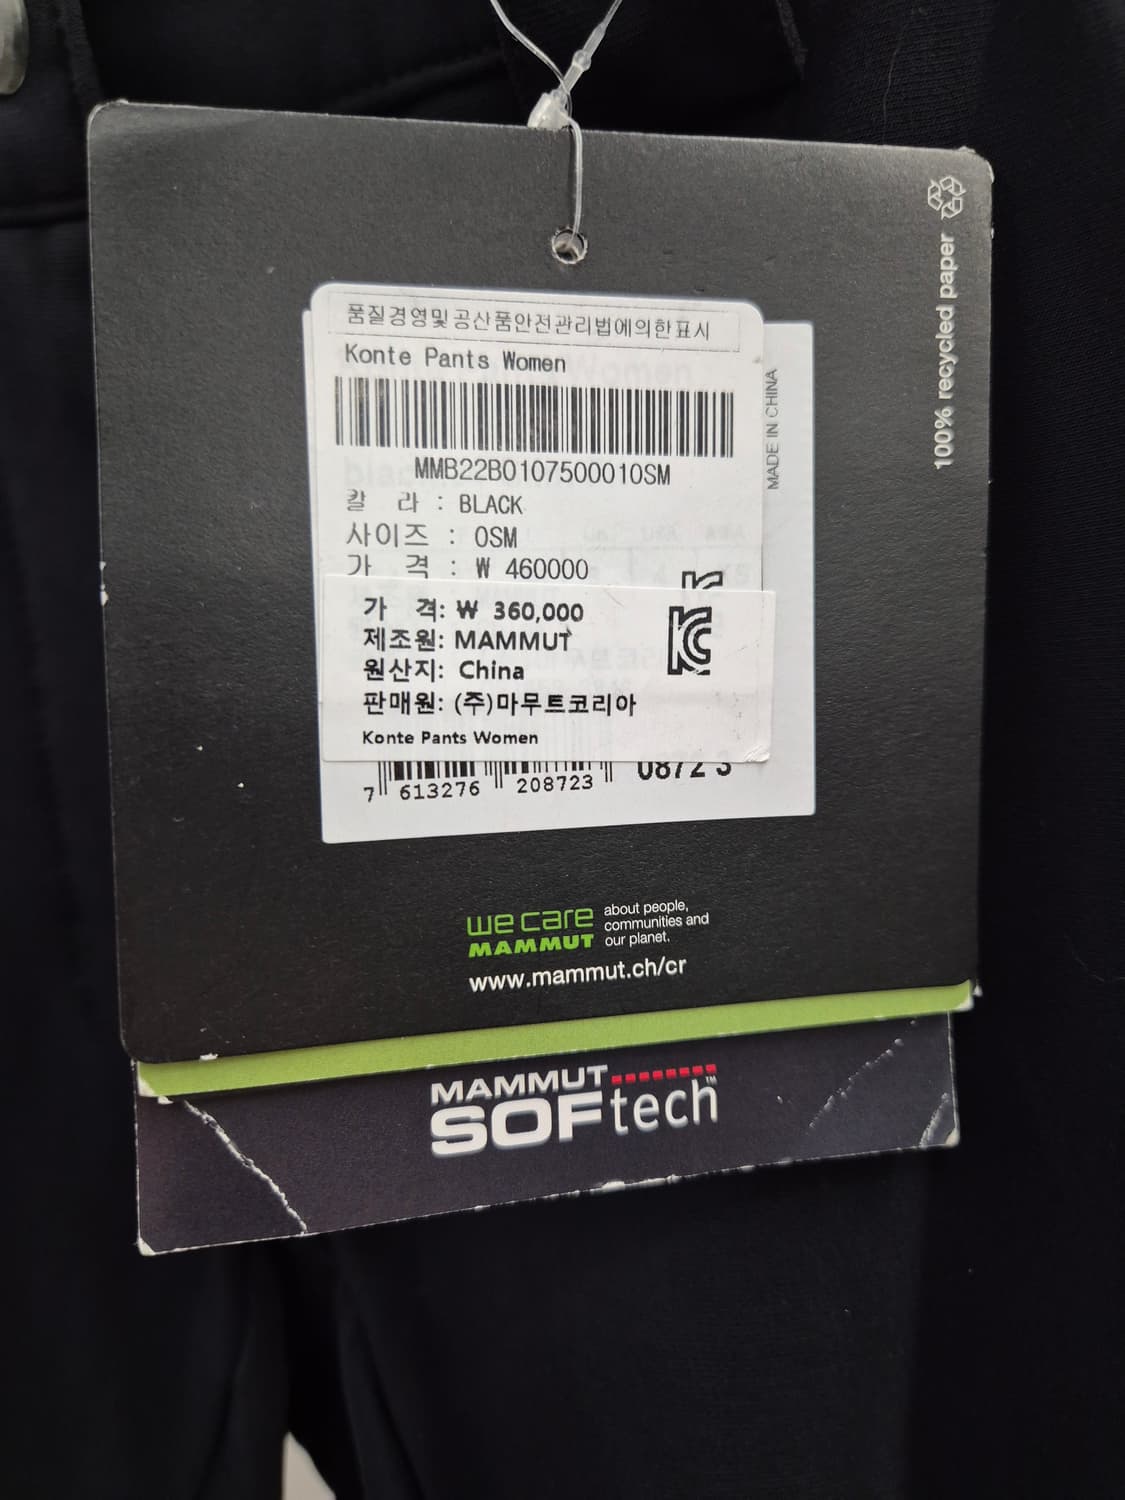 100% recycled paper
품질경영및공산품안전관리법에의한표시
Konte Pants Women
MMB22B0107500010SM
칼 라 : BLACK
사이즈 : 0SM
가 격 : ₩ 460000
MADE IN CHINA
가 격: ₩ 360,000
제조원: MAMMUT
원산지: China
판매원: (주)마무트코리아
Konte Pants Women
0872 3
7 613276 208723
we care
MAMMUT
about people,
communities and
our planet.
www.mammut.ch/cr
MAMMUT
SOFtech™